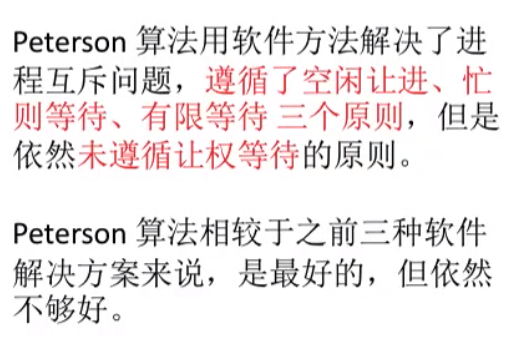 Peterson 算法用软件方法解决了进
程互斥问题，遵循了空闲让进、忙
则等待、有限等待 三个原则，但是
依然未遵循让权等待的原则。
Peterson 算法相较于之前三种软件
解决方案来说，是最好的，但依然
不够好。